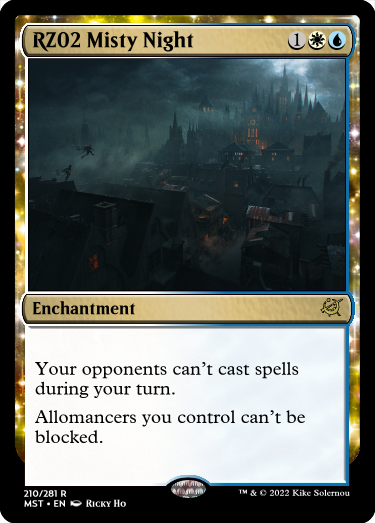 RZ02 Misty Night 1
Enchantment
Your opponents can't cast spells
during your turn.
Allomancers you control can't be
blocked.
210/281 R
MST • EN Ricky Ho
™ & © 2022 Kike Solernou